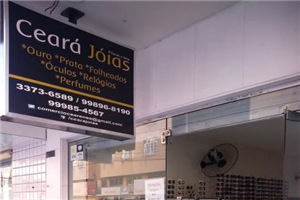 Ceará Jóias
*Ouro *Prata *Folheados
*Óculos *Relógios
*Perfumes
3373-6589 / 99896-8190
99985-4567